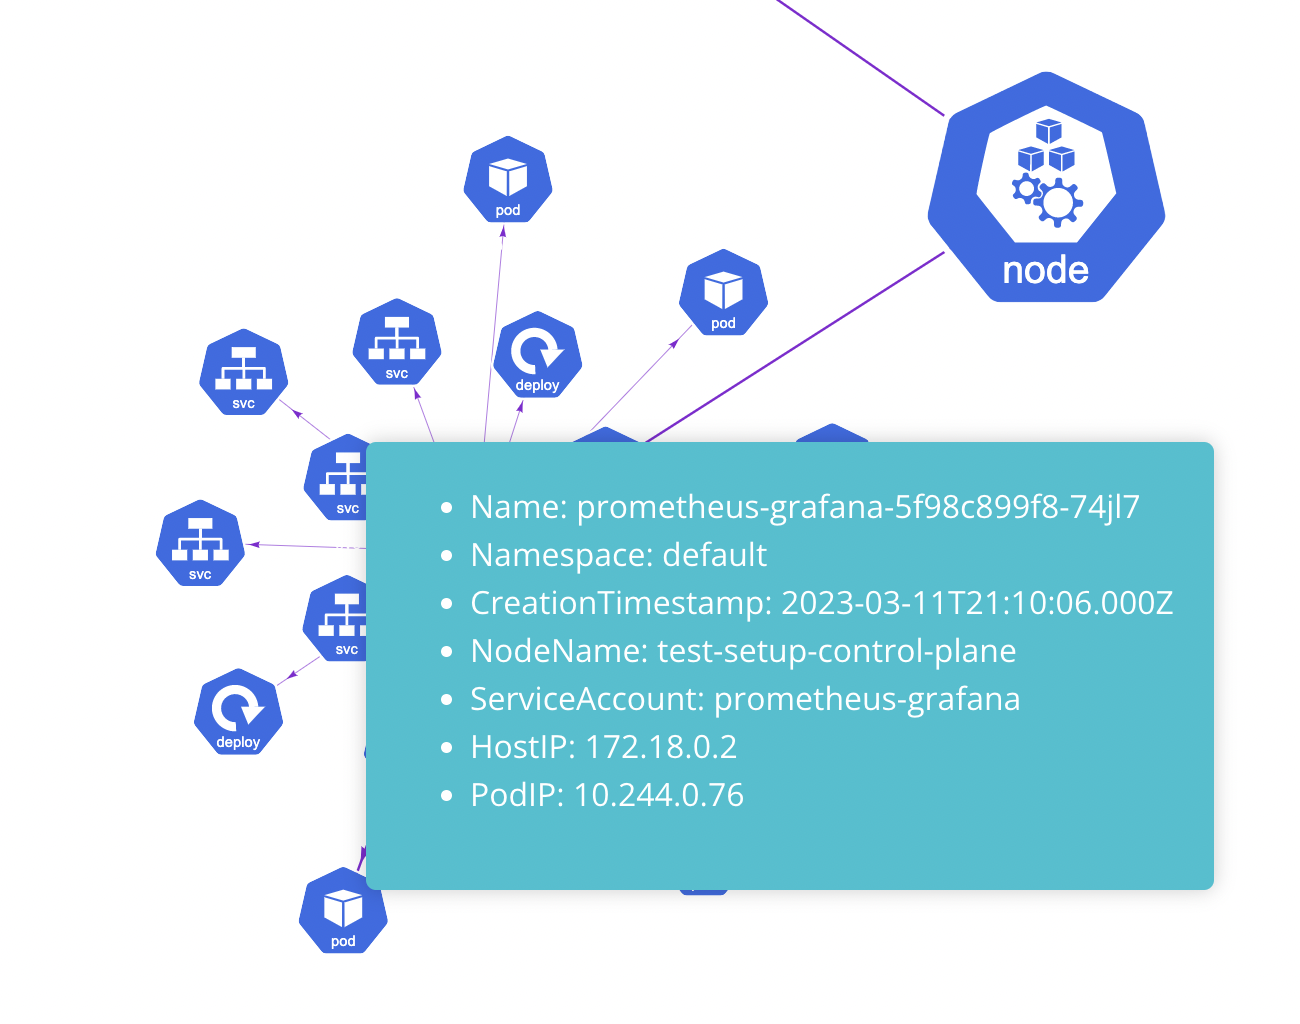 node
pod
pod
svc
deploy
svc
svc
svc
svc
deploy
pod
Name: prometheus-grafana-5f98c899f8-74jl7
Namespace: default
CreationTimestamp: 2023-03-11T21:10:06.000Z
NodeName: test-setup-control-plane
ServiceAccount: prometheus-grafana
HostIP: 172.18.0.2
PodIP: 10.244.0.76